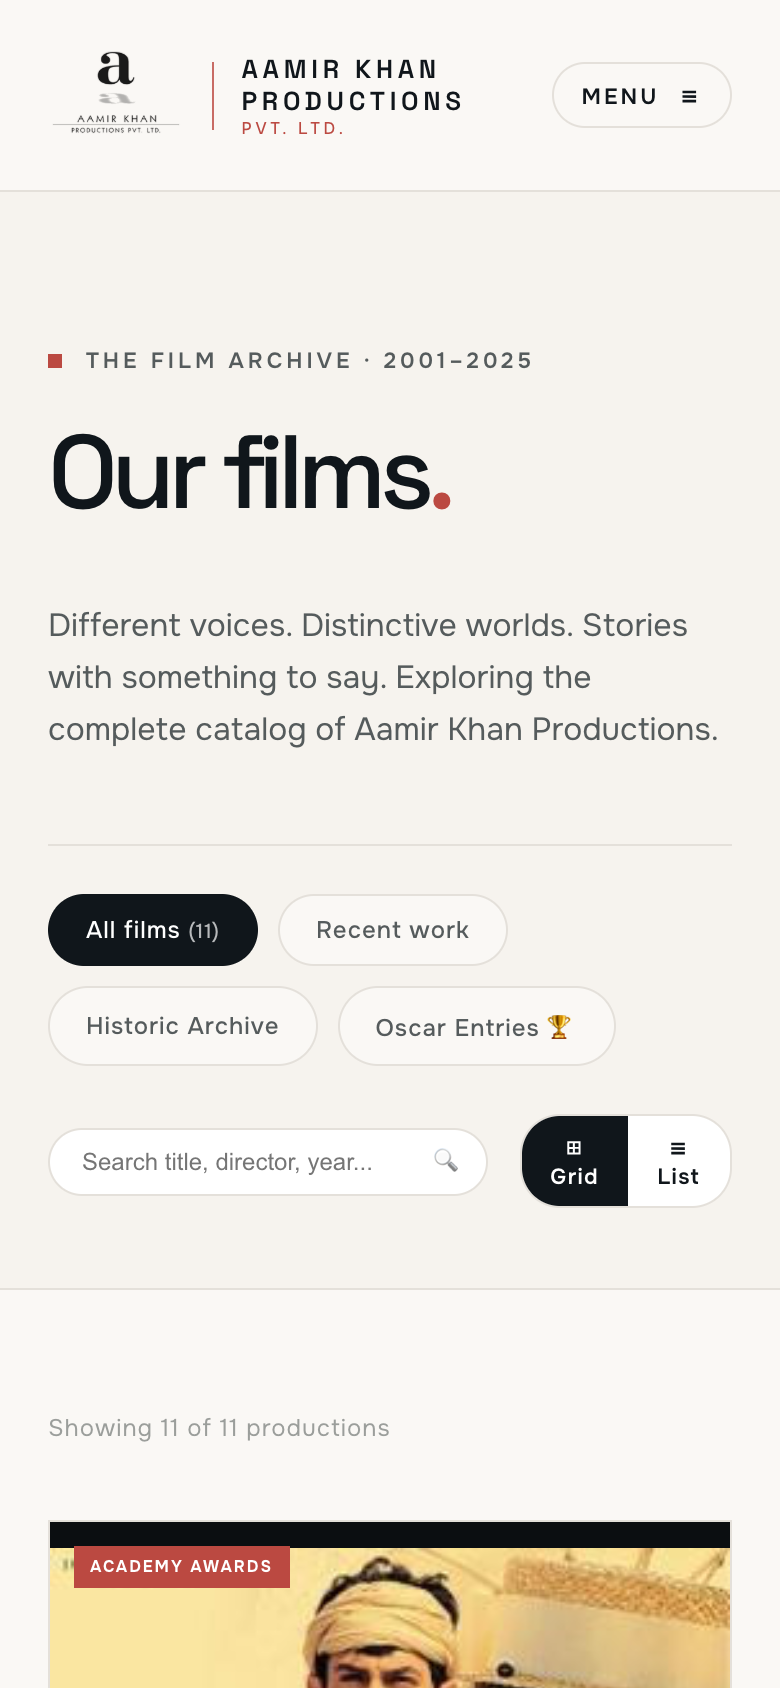 a
AAMIR KHAN
PRODUCTIONS PVT. LTD.
AAMIR KHAN
PRODUCTIONS
PVT. LTD.
MENU ≡
THE FILM ARCHIVE · 2001–2025
Our films.
Different voices. Distinctive worlds. Stories
with something to say. Exploring the
complete catalog of Aamir Khan Productions.
All films (11)
Recent work
Historic Archive
Oscar Entries 🏆
Search title, director, year... 🔍
⊞ Grid
≡ List
Showing 11 of 11 productions
ACADEMY AWARDS